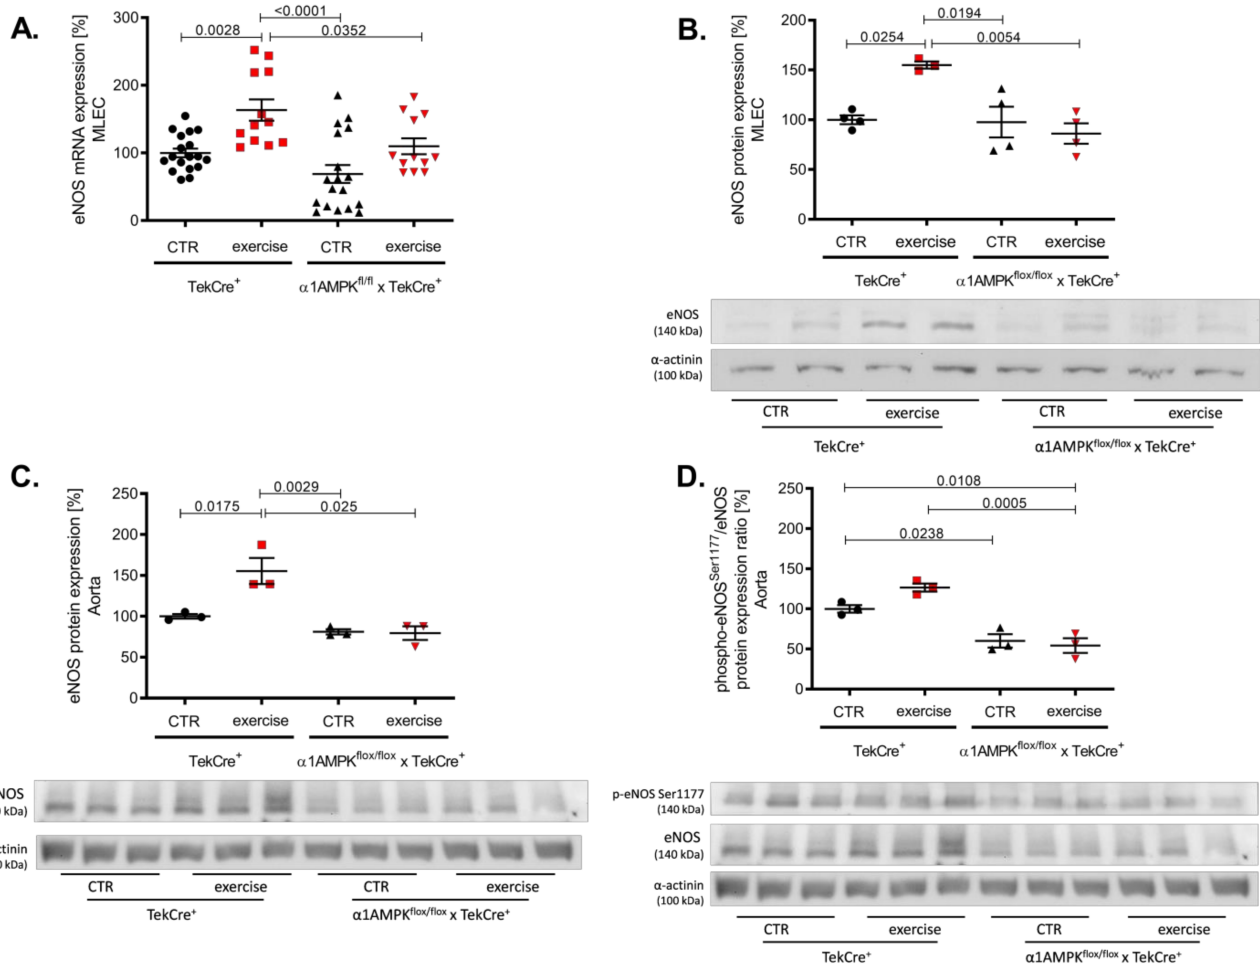 A.
eNOS mRNA expression [%]
MLEC
300
200
100
0
<0.0001
0.0028
0.0352
CTR
exercise
CTR
exercise
TekCre⁺
α1AMPKᶠˡ/ᶠˡ x TekCre⁺
B.
eNOS protein expression [%]
MLEC
200
150
100
50
0
0.0194
0.0254
0.0054
CTR
exercise
CTR
exercise
TekCre⁺
α1AMPKᶠˡᵒˣ/ᶠˡᵒˣ x TekCre⁺
eNOS
(140 kDa)
α-actinin
(100 kDa)
CTR
exercise
CTR
exercise
TekCre⁺
α1AMPKᶠˡᵒˣ/ᶠˡᵒˣ x TekCre⁺
C.
eNOS protein expression [%]
Aorta
250
200
150
100
50
0
0.0029
0.0175
0.025
CTR
exercise
CTR
exercise
TekCre⁺
α1AMPKᶠˡᵒˣ/ᶠˡᵒˣ x TekCre⁺
NOS
kDa)
tinin
0 kDa)
CTR
exercise
CTR
exercise
TekCre⁺
α1AMPKᶠˡᵒˣ/ᶠˡᵒˣ x TekCre⁺
D.
phospho-eNOSˢᵉʳ¹¹⁷⁷/eNOS
protein expression ratio [%]
Aorta
250
200
150
100
50
0
0.0108
0.0005
0.0238
CTR
exercise
CTR
exercise
TekCre⁺
α1AMPKᶠˡᵒˣ/ᶠˡᵒˣ x TekCre⁺
p-eNOS Ser1177
(140 kDa)
eNOS
(140 kDa)
α-actinin
(100 kDa)
CTR
exercise
CTR
exercise
TekCre⁺
α1AMPKᶠˡᵒˣ/ᶠˡᵒˣ x TekCre⁺